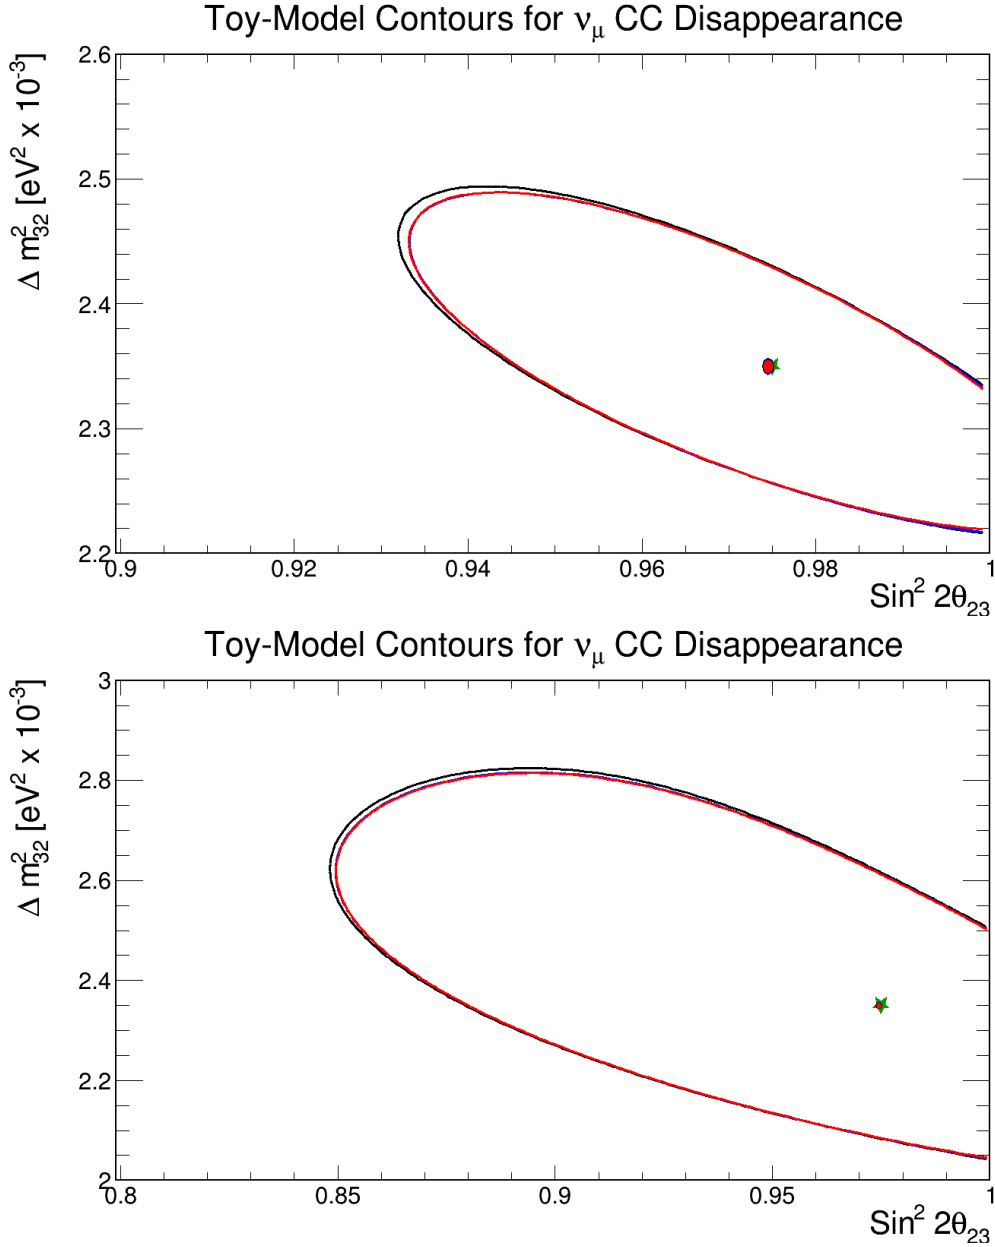 Toy-Model Contours for νμ CC Disappearance
Δ m²32 [eV² x 10⁻³]
2.6
2.5
2.4
2.3
2.2
0.9 0.92 0.94 0.96 0.98 1
Sin² 2θ23
Toy-Model Contours for νμ CC Disappearance
Δ m²32 [eV² x 10⁻³]
3
2.8
2.6
2.4
2.2
2
0.8 0.85 0.9 0.95 1
Sin² 2θ23